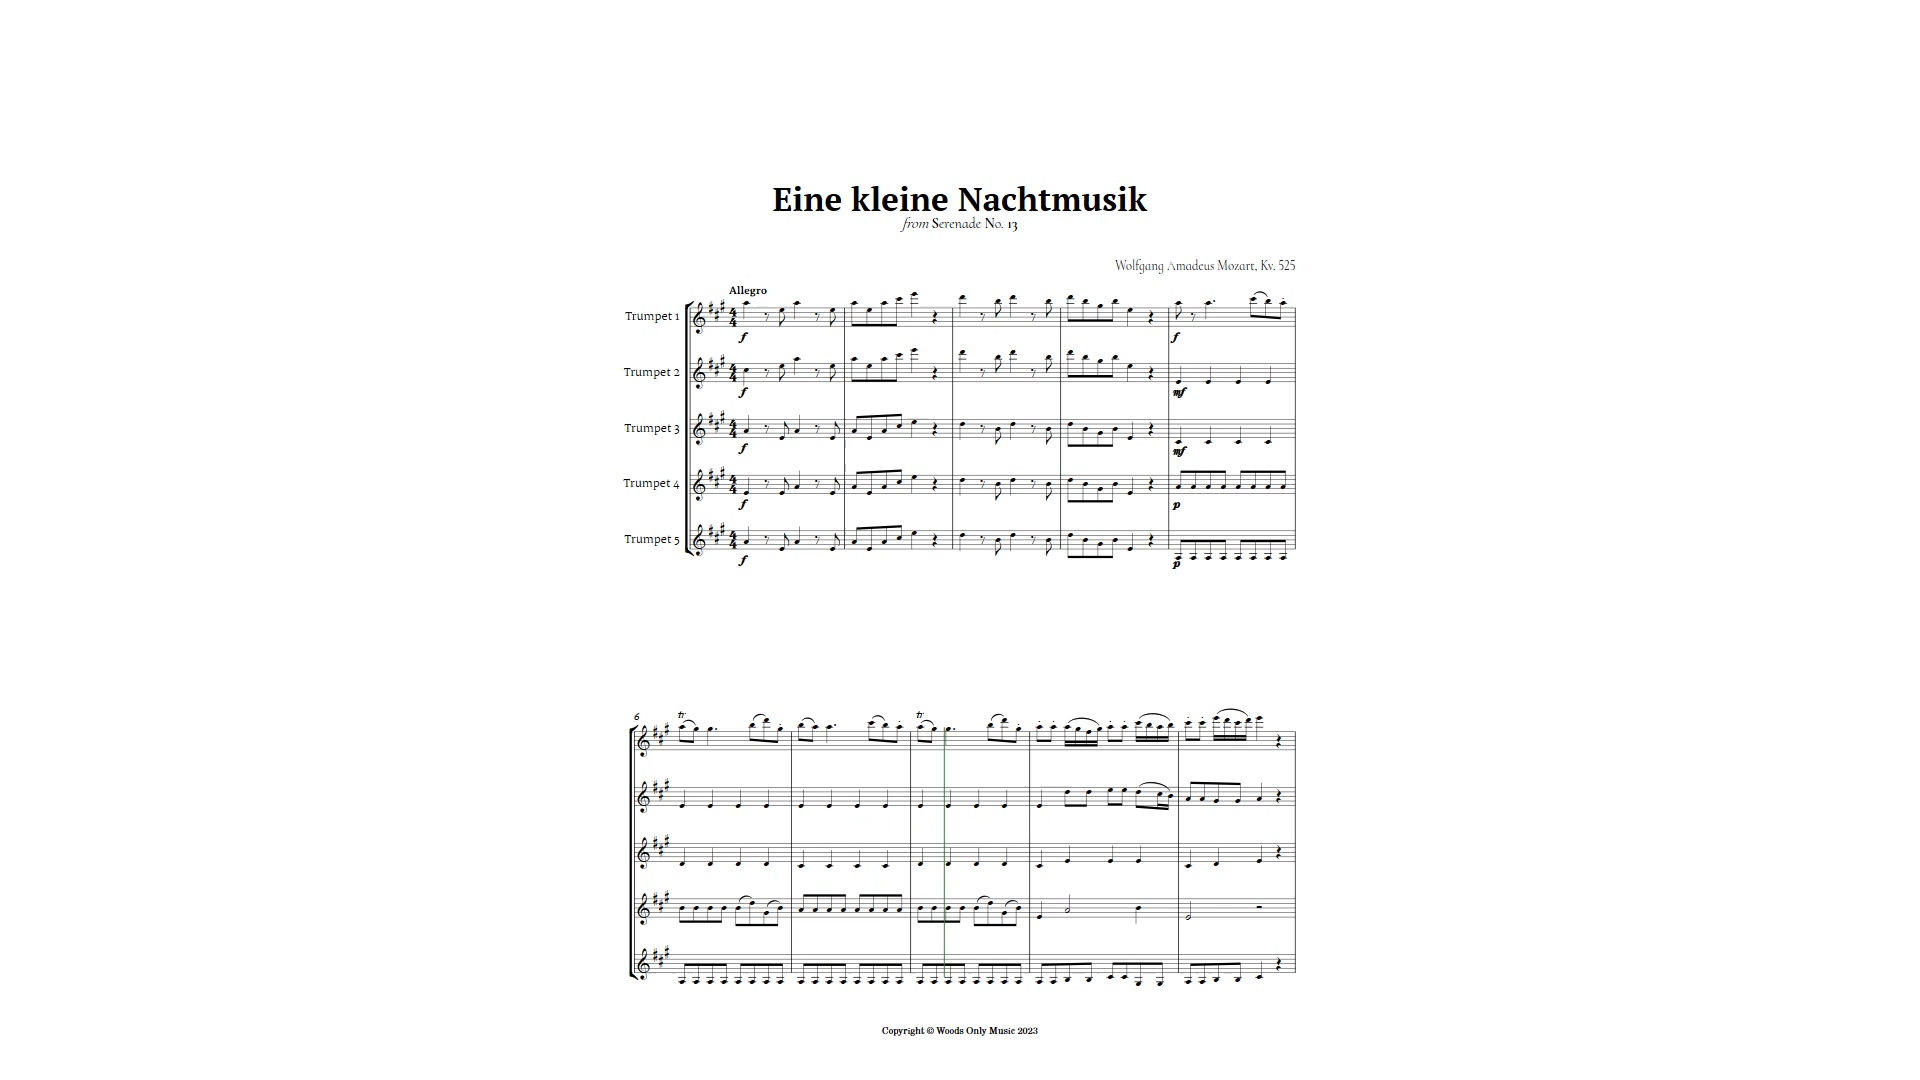 Eine kleine Nachtmusik
from Serenade No. 13
Wolfgang Amadeus Mozart, Kv. 525
Allegro
Trumpet 1
f
f
Trumpet 2
f
mf
Trumpet 3
f
mf
Trumpet 4
f
p
Trumpet 5
f
p
6
tr
tr
Copyright © Woods Only Music 2023